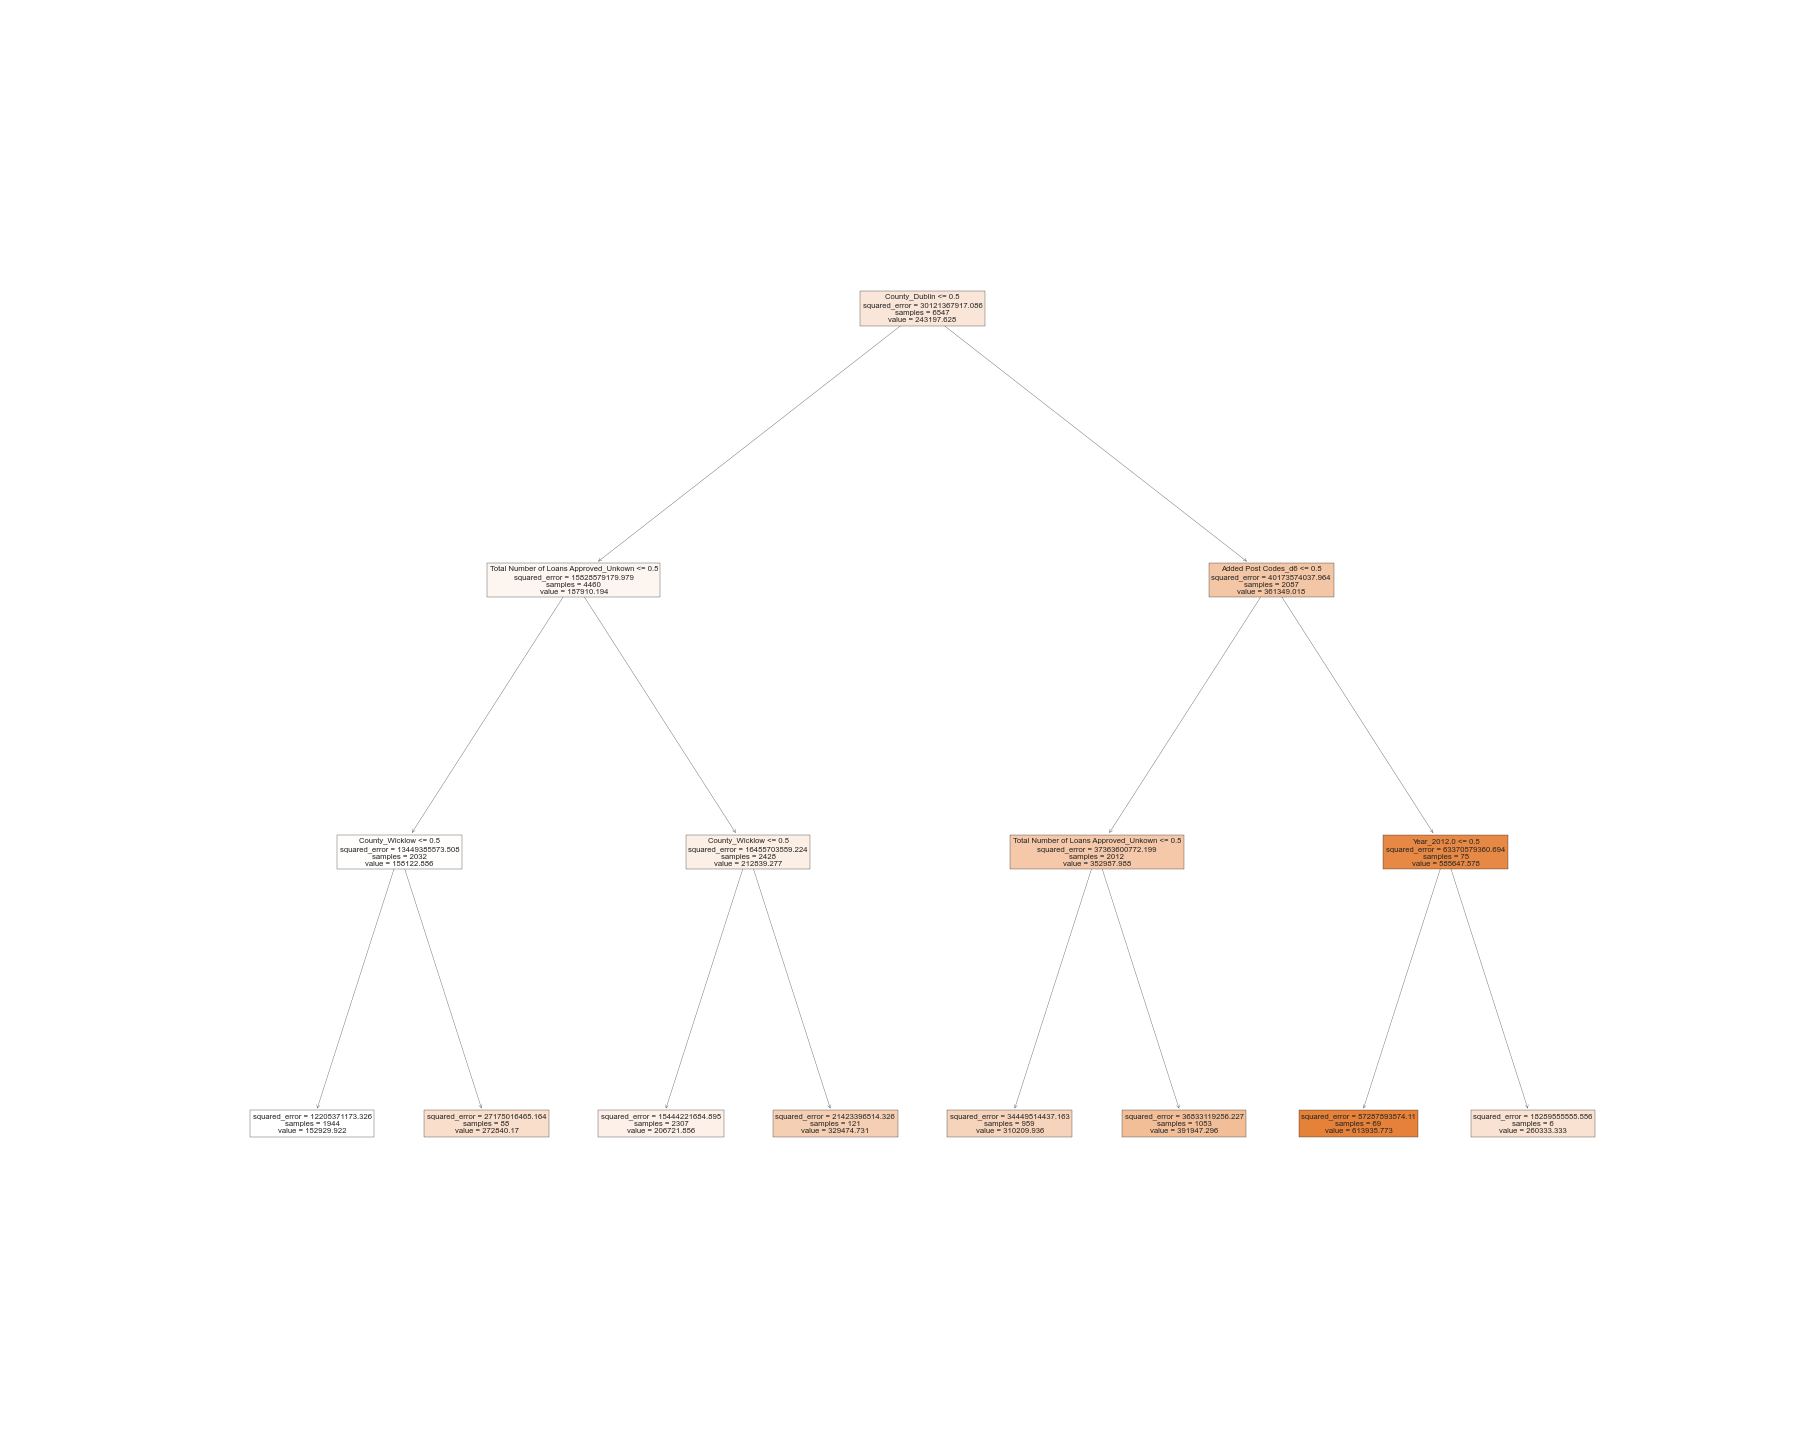 County_Dublin <= 0.5
squared_error = 30121367917.086
samples = 6547
value = 243197.628
Total Number of Loans Approved_Unkown <= 0.5
squared_error = 15828579179.979
samples = 4460
value = 187910.194
Added Post Codes_d6 <= 0.5
squared_error = 40173574037.964
samples = 2087
value = 361349.018
County_Wicklow <= 0.5
squared_error = 13449385573.508
samples = 2032
value = 158122.886
County_Wicklow <= 0.5
squared_error = 16455703559.224
samples = 2428
value = 212839.277
Total Number of Loans Approved_Unkown <= 0.5
squared_error = 37363600772.199
samples = 2012
value = 352987.988
Year_2012.0 <= 0.5
squared_error = 63370579360.694
samples = 75
value = 585647.578
squared_error = 12205371173.326
samples = 1944
value = 152929.922
squared_error = 27175016465.164
samples = 88
value = 272840.17
squared_error = 15444221684.895
samples = 2307
value = 206721.856
squared_error = 21423396514.326
samples = 121
value = 329474.731
squared_error = 34449514437.163
samples = 959
value = 310209.936
squared_error = 36833119256.227
samples = 1053
value = 391947.296
squared_error = 57287893574.11
samples = 69
value = 613935.773
squared_error = 18289555555.556
samples = 6
value = 260333.333